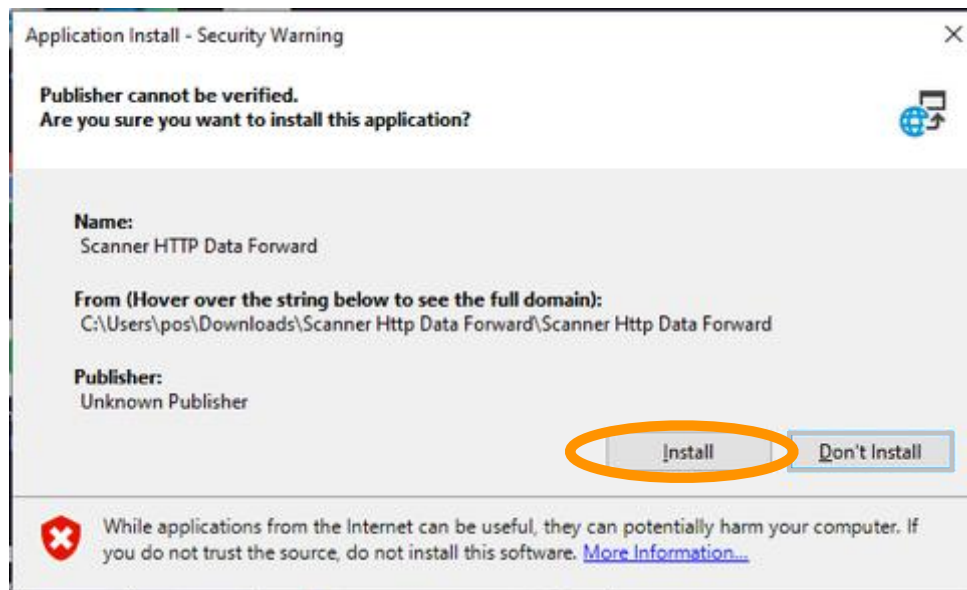 Application Install - Security Warning
Publisher cannot be verified.
Are you sure you want to install this application?
Name:
Scanner HTTP Data Forward
From (Hover over the string below to see the full domain):
C:\Users\pos\Downloads\Scanner Http Data Forward\Scanner Http Data Forward
Publisher:
Unknown Publisher
Install
Don't Install
While applications from the Internet can be useful, they can potentially harm your computer. If
you do not trust the source, do not install this software. More Information...